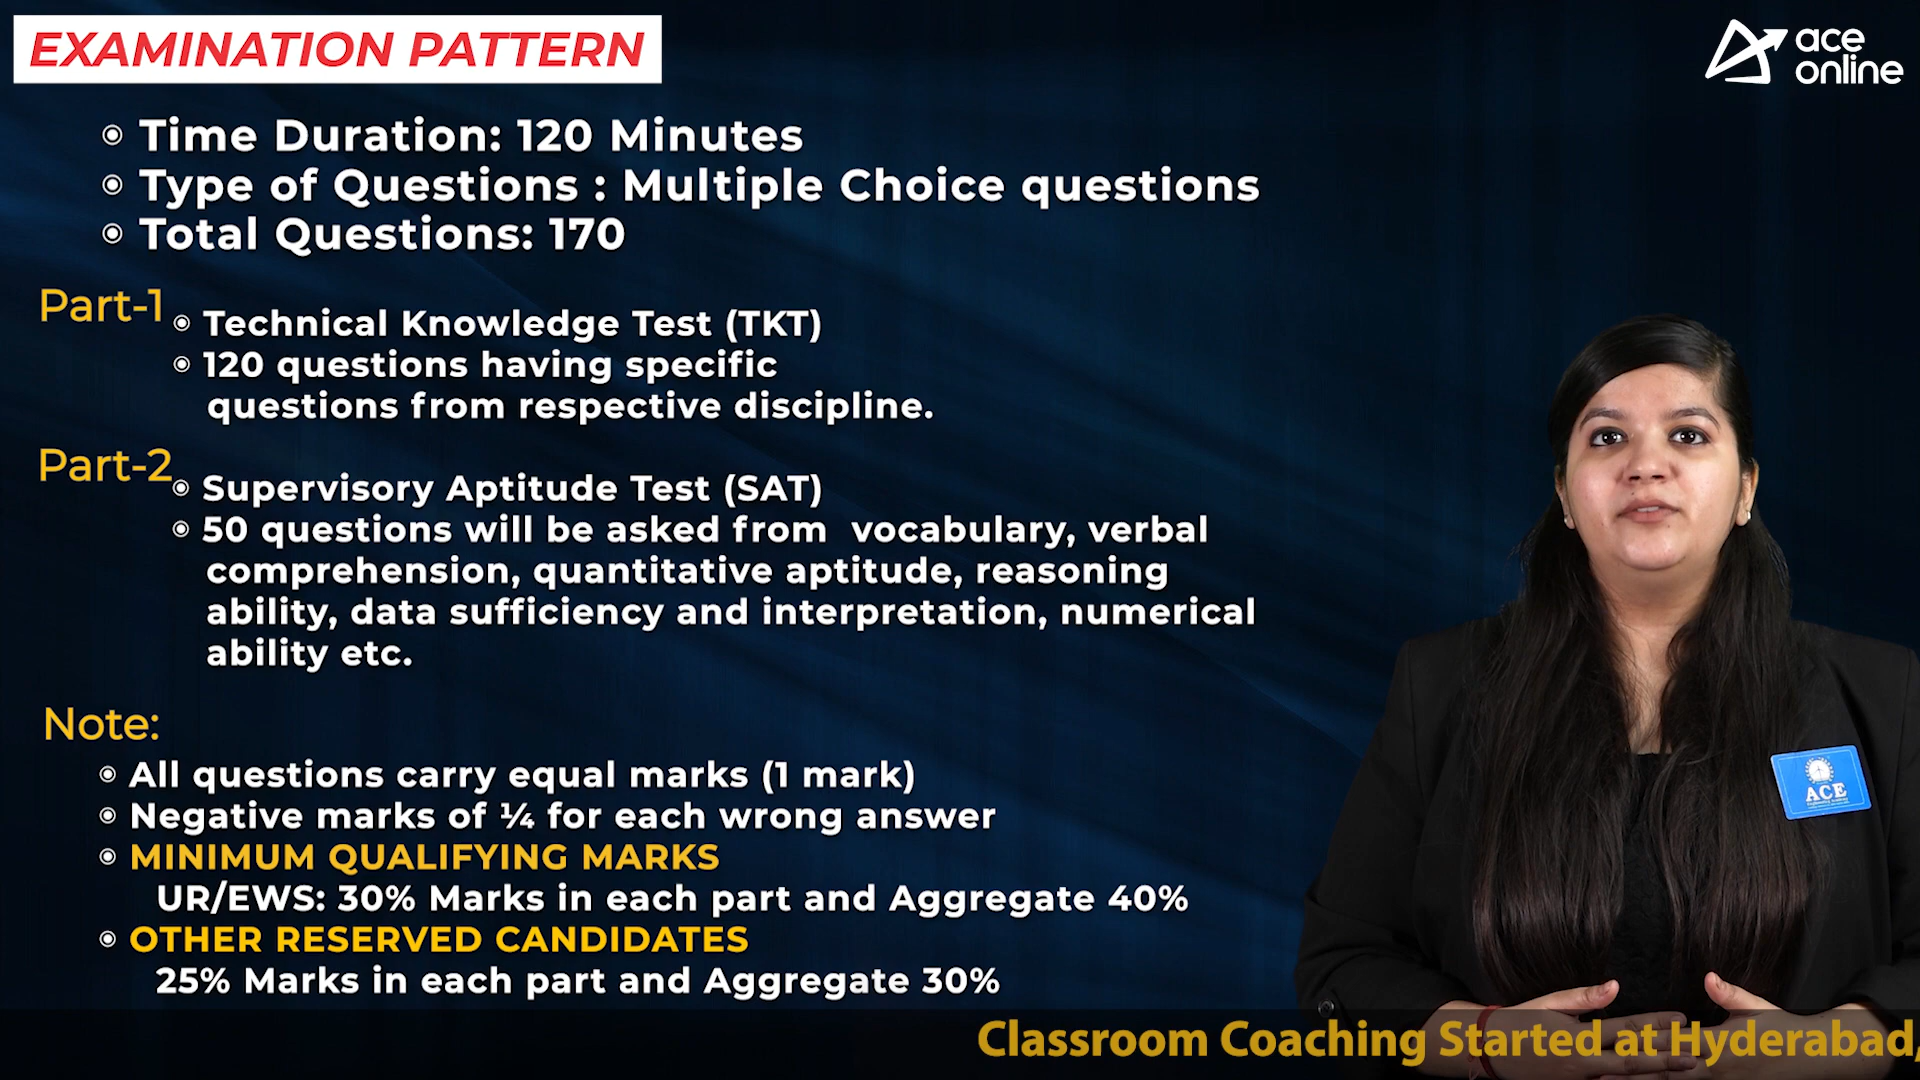 EXAMINATION PATTERN
ace
online
Time Duration: 120 Minutes
Type of Questions : Multiple Choice questions
Total Questions: 170
Part-1
Technical Knowledge Test (TKT)
120 questions having specific
questions from respective discipline.
Part-2
Supervisory Aptitude Test (SAT)
50 questions will be asked from vocabulary, verbal
comprehension, quantitative aptitude, reasoning
ability, data sufficiency and interpretation, numerical
ability etc.
Note:
All questions carry equal marks (1 mark)
Negative marks of ¼ for each wrong answer
MINIMUM QUALIFYING MARKS
UR/EWS: 30% Marks in each part and Aggregate 40%
OTHER RESERVED CANDIDATES
25% Marks in each part and Aggregate 30%
ACE
Classroom Coaching Started at Hyderabad,